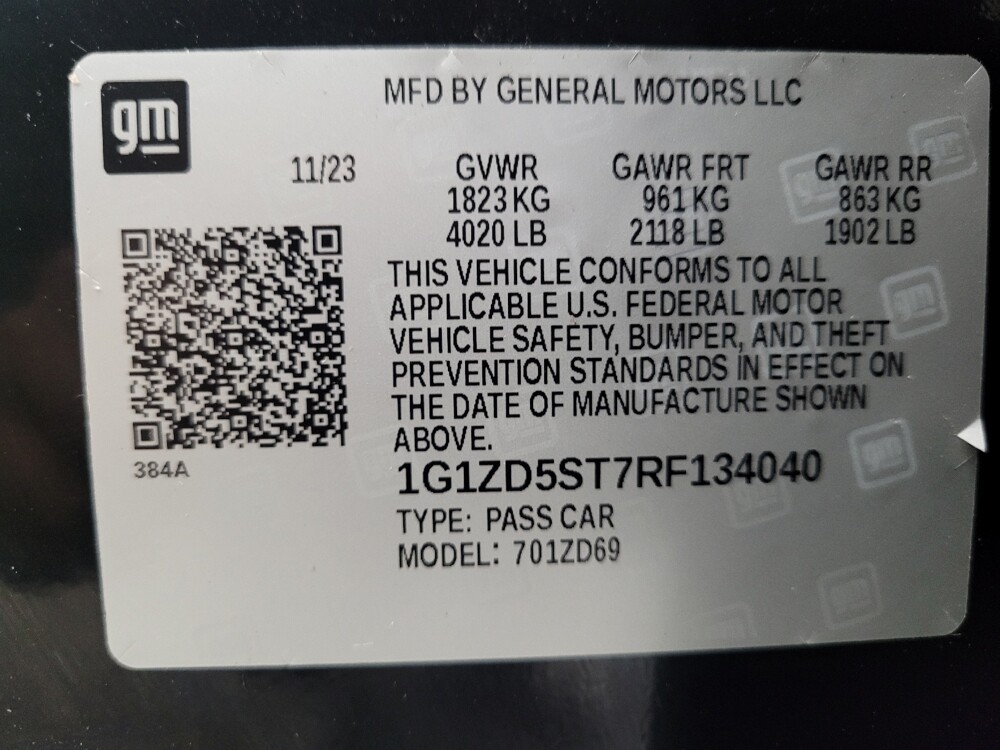 gm
MFD BY GENERAL MOTORS LLC
11/23
GVWR GAWR FRT GAWR RR
1823 KG 961 KG 863 KG
4020 LB 2118 LB 1902 LB
THIS VEHICLE CONFORMS TO ALL
APPLICABLE U.S. FEDERAL MOTOR
VEHICLE SAFETY, BUMPER, AND THEFT
PREVENTION STANDARDS IN EFFECT ON
THE DATE OF MANUFACTURE SHOWN
ABOVE.
384A
1G1ZD5ST7RF134040
TYPE: PASS CAR
MODEL: 701ZD69